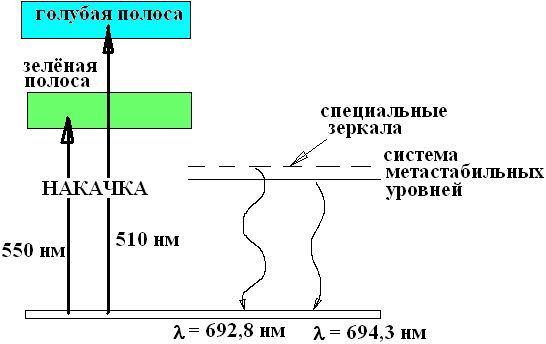 голубая полоса
зелёная
полоса
специальные
зеркала
система
метастабильных
уровней
НАКАЧКА
550 нм
510 нм
λ = 692,8 нм
λ = 694,3 нм